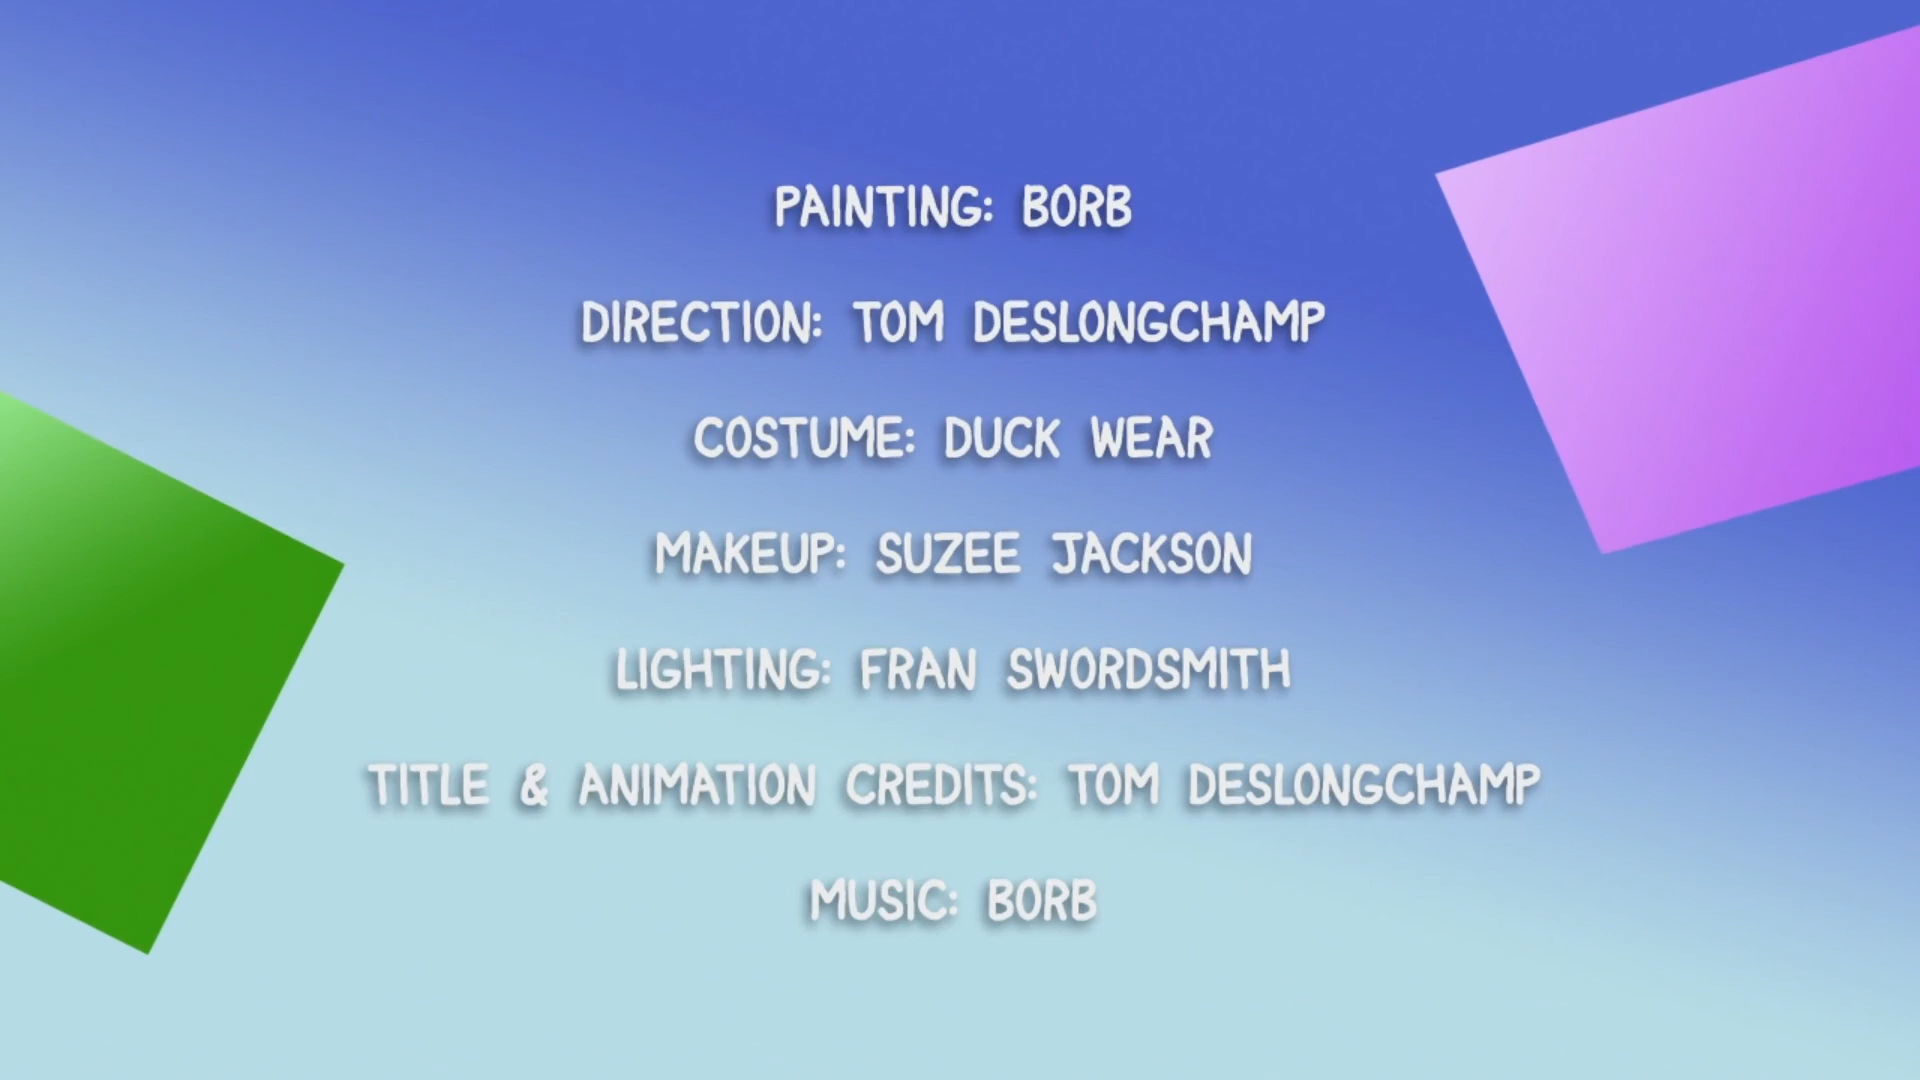 PAINTING: BORB
DIRECTION: TOM DESLONGCHAMP
COSTUME: DUCK WEAR
MAKEUP: SUZEE JACKSON
LIGHTING: FRAN SWORDSMITH
TITLE & ANIMATION CREDITS: TOM DESLONGCHAMP
MUSIC: BORB